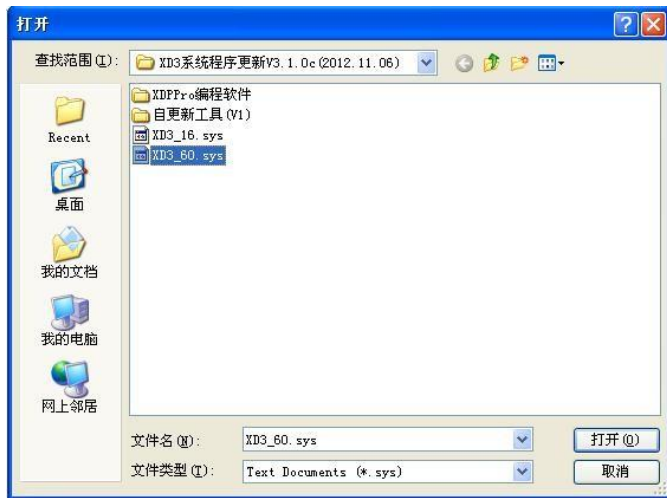 打开
查找范围(I):
XD3系统程序更新V3.1.0c(2012.11.06)
XDPPro编程软件
自更新工具(V1)
XD3_16.sys
XD3_60.sys
Recent
桌面
我的文档
我的电脑
网上邻居
文件名(N):
XD3_60.sys
打开(O)
文件类型(T):
Text Documents (*.sys)
取消